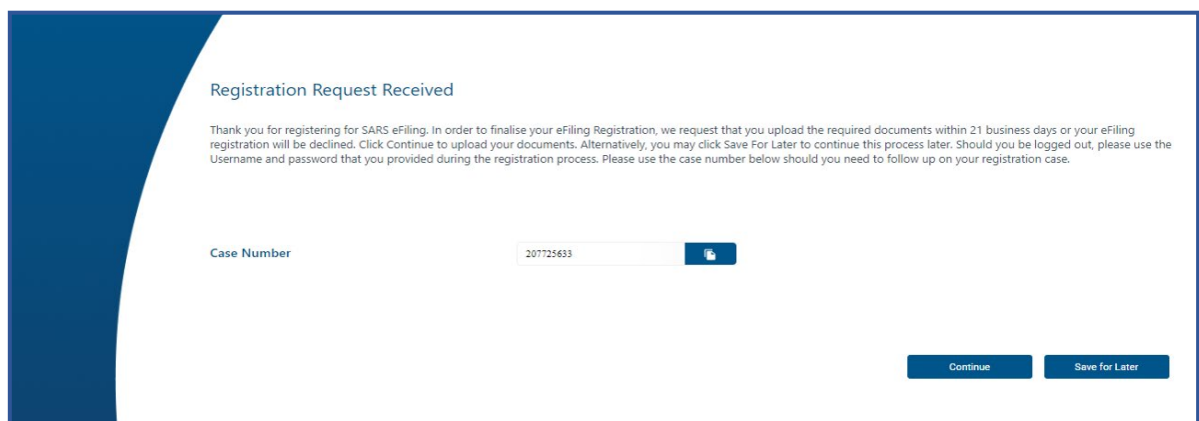 Registration Request Received
Thank you for registering for SARS eFiling. In order to finalise your eFiling Registration, we request that you upload the required documents within 21 business days or your eFiling
registration will be declined. Click Continue to upload your documents. Alternatively, you may click Save For Later to continue this process later. Should you be logged out, please use the
Username and password that you provided during the registration process. Please use the case number below should you need to follow up on your registration case.
Case Number 207725633
Continue Save for Later